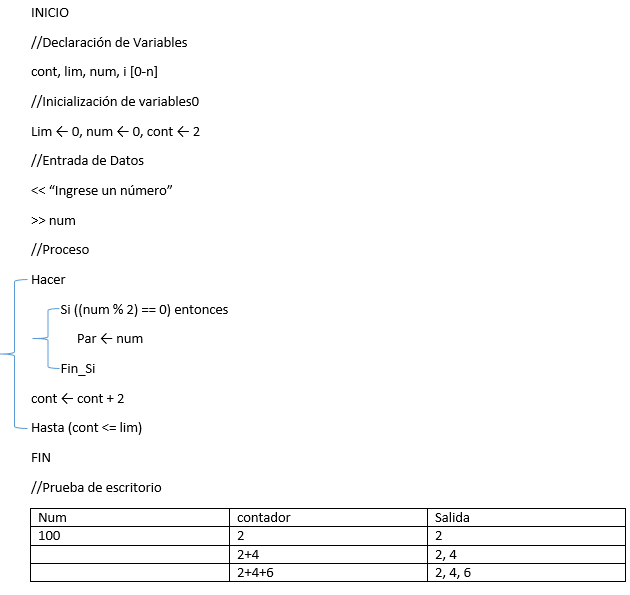 INICIO
//Declaración de Variables
cont, lim, num, i [0-n]
//Inicialización de variables0
Lim ← 0, num ← 0, cont ← 2
//Entrada de Datos
<< “Ingrese un número”
>> num
//Proceso
Hacer
Si ((num % 2) == 0) entonces
Par ← num
Fin_Si
cont ← cont + 2
Hasta (cont <= lim)
FIN
//Prueba de escritorio
Num contador Salida
100 2 2
2+4 2, 4
2+4+6 2, 4, 6